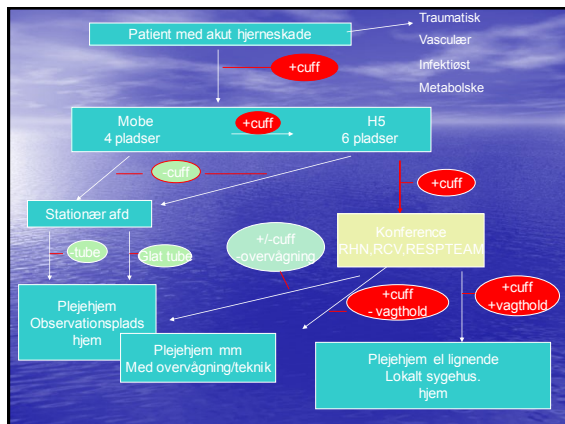 Patient med akut hjerneskade
Traumatisk
Vasculær
Infektiøst
Metabolske
+cuff
Mobe
4 pladser
+cuff
H5
6 pladser
-cuff
+cuff
Stationær afd
-tube
Glat tube
+/-cuff
-overvågning
Konference
RHN,RCV,RESPTEAM
+cuff
- vagthold
+cuff
+vagthold
Plejehjem
Observationsplads
hjem
Plejehjem mm
Med overvågning/teknik
Plejehjem el lignende
Lokalt sygehus.
hjem